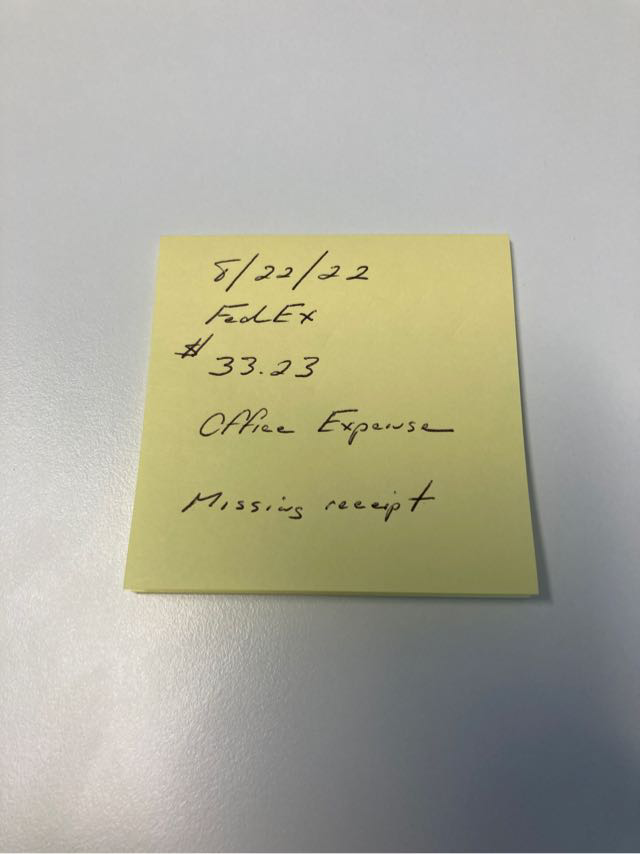 8/22/22
FedEx
$33.23
Office Expense
Missing receipt